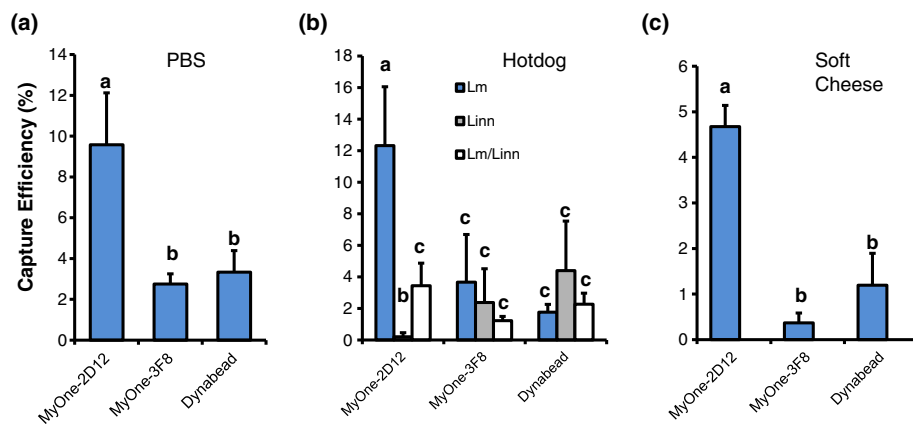 (a)
PBS
Capture Efficiency (%)
14
12
10
8
6
4
2
0
a
b
b
MyOne-2D12
MyOne-3F8
Dynabead
(b)
Hotdog
Lm
Linn
Lm/Linn
18
16
14
12
10
8
6
4
2
0
a
b
c
c
c
c
c
c
c
MyOne-2D12
MyOne-3F8
Dynabead
(c)
Soft
Cheese
6
5
4
3
2
1
0
a
b
b
MyOne-2D12
MyOne-3F8
Dynabead